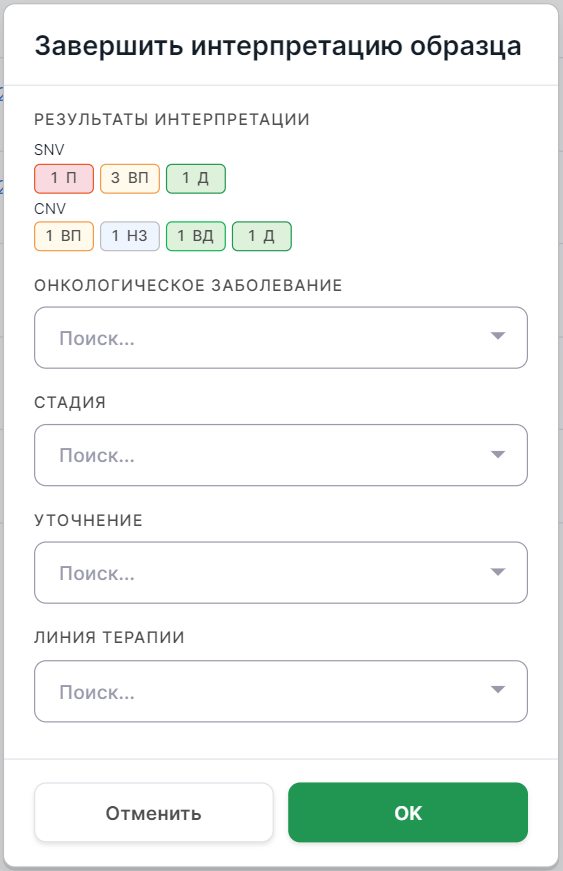 Завершить интерпретацию образца
РЕЗУЛЬТАТЫ ИНТЕРПРЕТАЦИИ
SNV
1 П 3 ВП 1 Д
CNV
1 ВП 1 НЗ 1 ВД 1 Д
ОНКОЛОГИЧЕСКОЕ ЗАБОЛЕВАНИЕ
Поиск...
СТАДИЯ
Поиск...
УТОЧНЕНИЕ
Поиск...
ЛИНИЯ ТЕРАПИИ
Поиск...
Отменить ОК